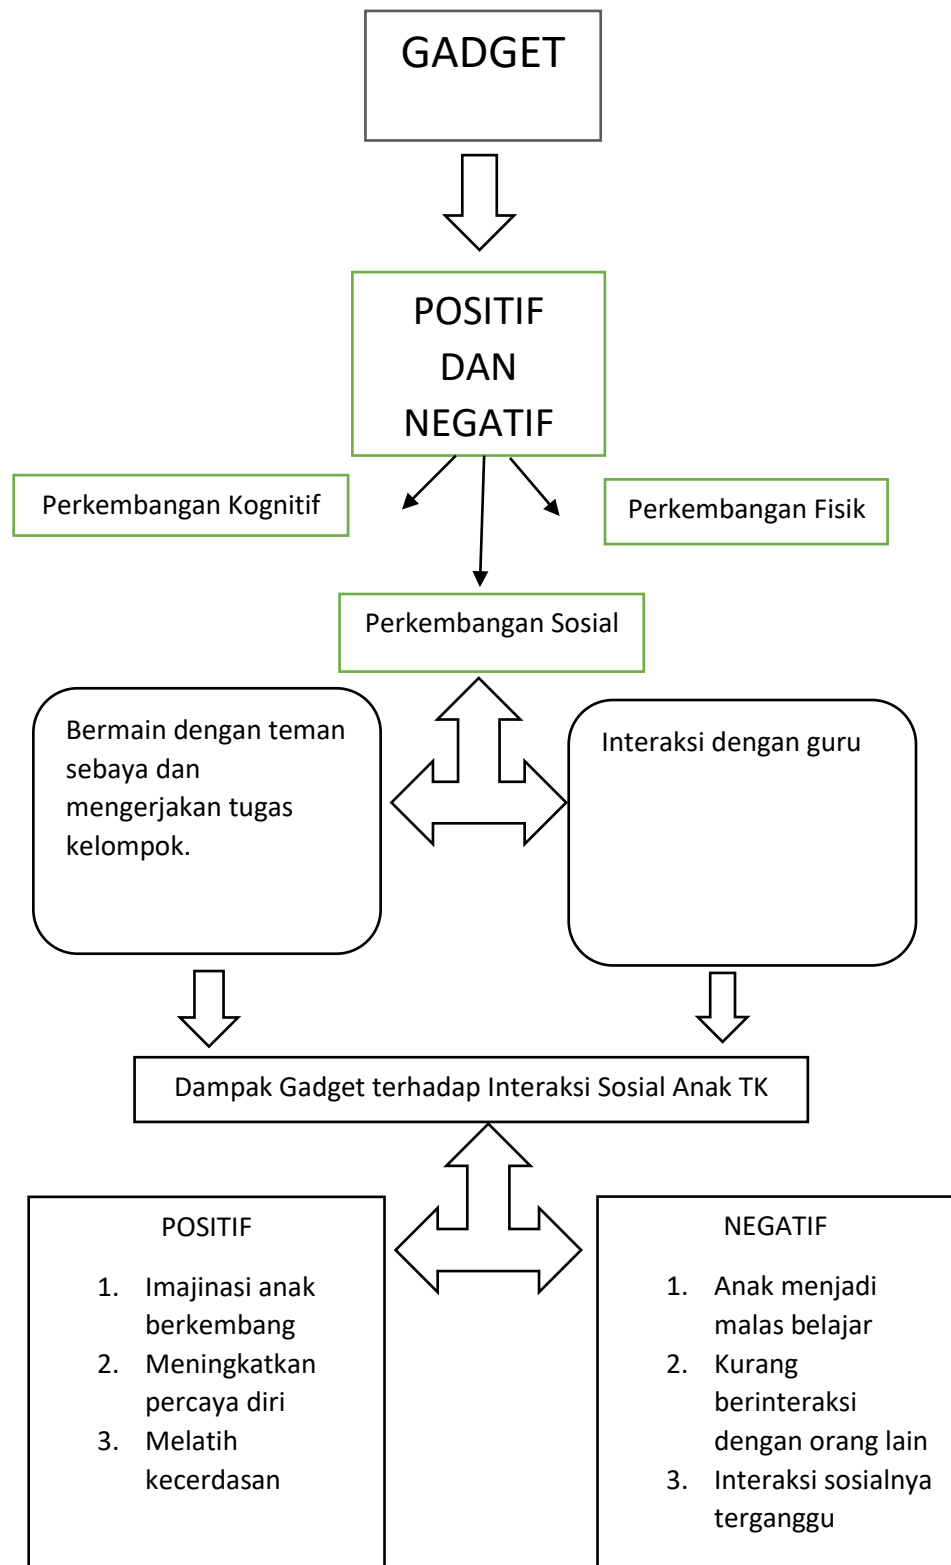 GADGET
POSITIF
DAN
NEGATIF
Perkembangan Kognitif
Perkembangan Fisik
Perkembangan Sosial
Bermain dengan teman
sebaya dan
mengerjakan tugas
kelompok.
Interaksi dengan guru
Dampak Gadget terhadap Interaksi Sosial Anak TK
POSITIF
1. Imajinasi anak
berkembang
2. Meningkatkan
percaya diri
3. Melatih
kecerdasan
NEGATIF
1. Anak menjadi
malas belajar
2. Kurang
berinteraksi
dengan orang lain
3. Interaksi sosialnya
terganggu